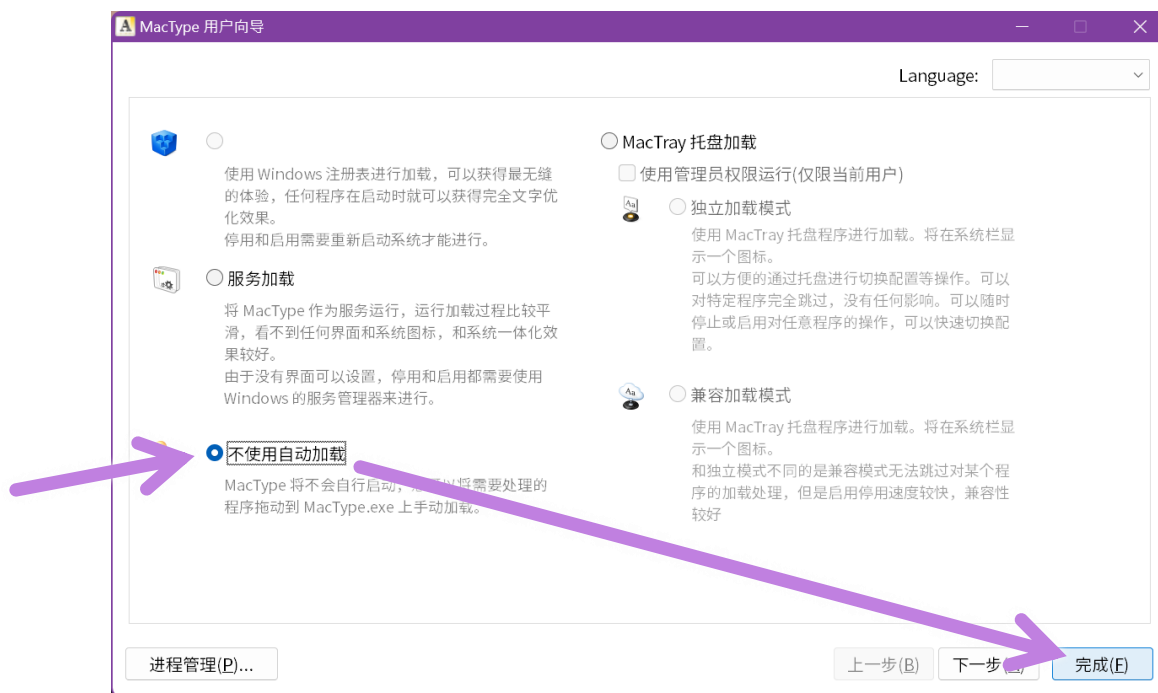 MacType 用户向导
Language:
使用 Windows 注册表进行加载，可以获得最无缝
的体验，任何程序在启动时就可以获得完全文字优
化效果。
停用和启用需要重新启动系统才能进行。
服务加载
将 MacType 作为服务运行，运行加载过程比较平
滑，看不到任何界面和系统图标，和系统一体化效
果较好。
由于没有界面可以设置，停用和启用都需要使用
Windows 的服务管理器来进行。
不使用自动加载
MacType 将不会自行启动，以将需要处理的
程序拖动到 MacType.exe 上手动加载。
MacTray 托盘加载
使用管理员权限运行(仅限当前用户)
独立加载模式
使用 MacTray 托盘程序进行加载。将在系统栏显
示一个图标。
可以方便的通过托盘进行切换配置等操作。可以
对特定程序完全跳过，没有任何影响。可以随时
停止或启用对任意程序的操作，可以快速切换配
置。
兼容加载模式
使用 MacTray 托盘程序进行加载。将在系统栏显
示一个图标。
和独立模式不同的是兼容模式无法跳过对某个程
序的加载处理，但是启用停用速度较快，兼容性
较好
进程管理(P)...
上一步(B)
下一步
完成(F)